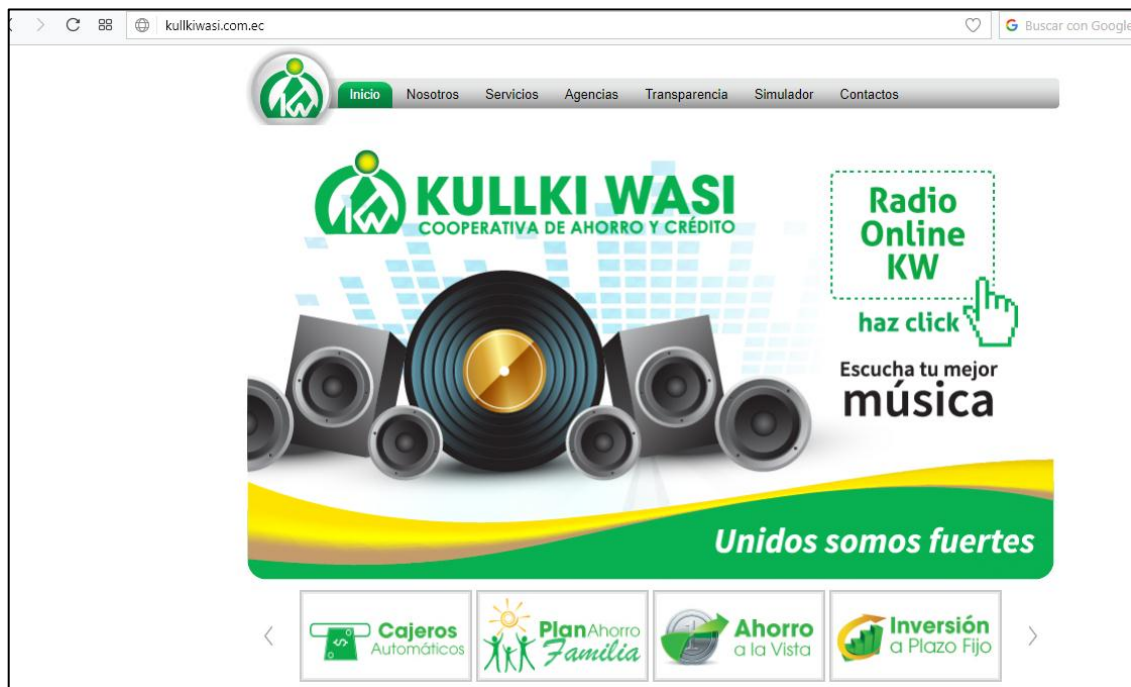 kullkiwasi.com.ec
Buscar con Google
Inicio Nosotros Servicios Agencias Transparencia Simulador Contactos
KW
KULLKI WASI
COOPERATIVA DE AHORRO Y CRÉDITO
Radio
Online
KW
haz click
Escucha tu mejor
música
Unidos somos fuertes
Cajeros
Automáticos
PlanAhorro
Familia
Ahorro
a la Vista
Inversión
a Plazo Fijo